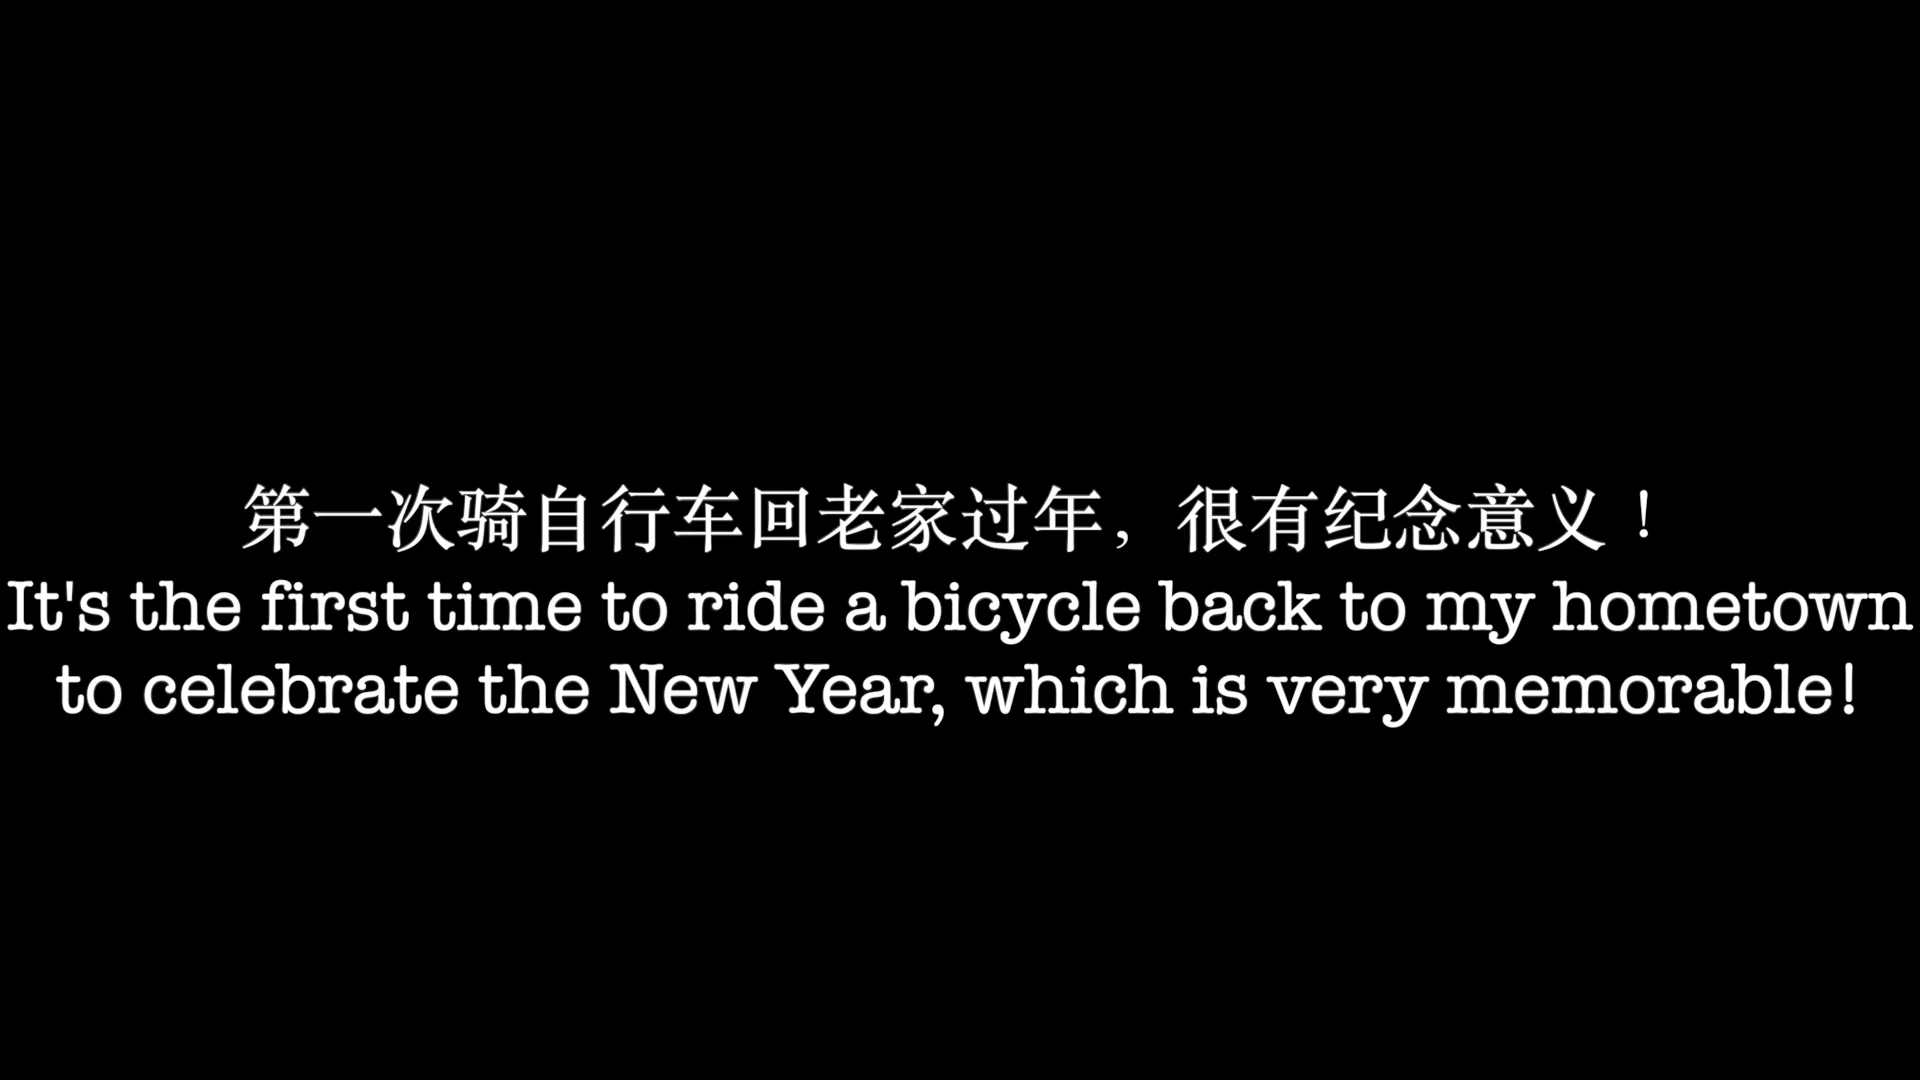 第一次骑自行车回老家过年，很有纪念意义！
It's the first time to ride a bicycle back to my hometown
to celebrate the New Year, which is very memorable!